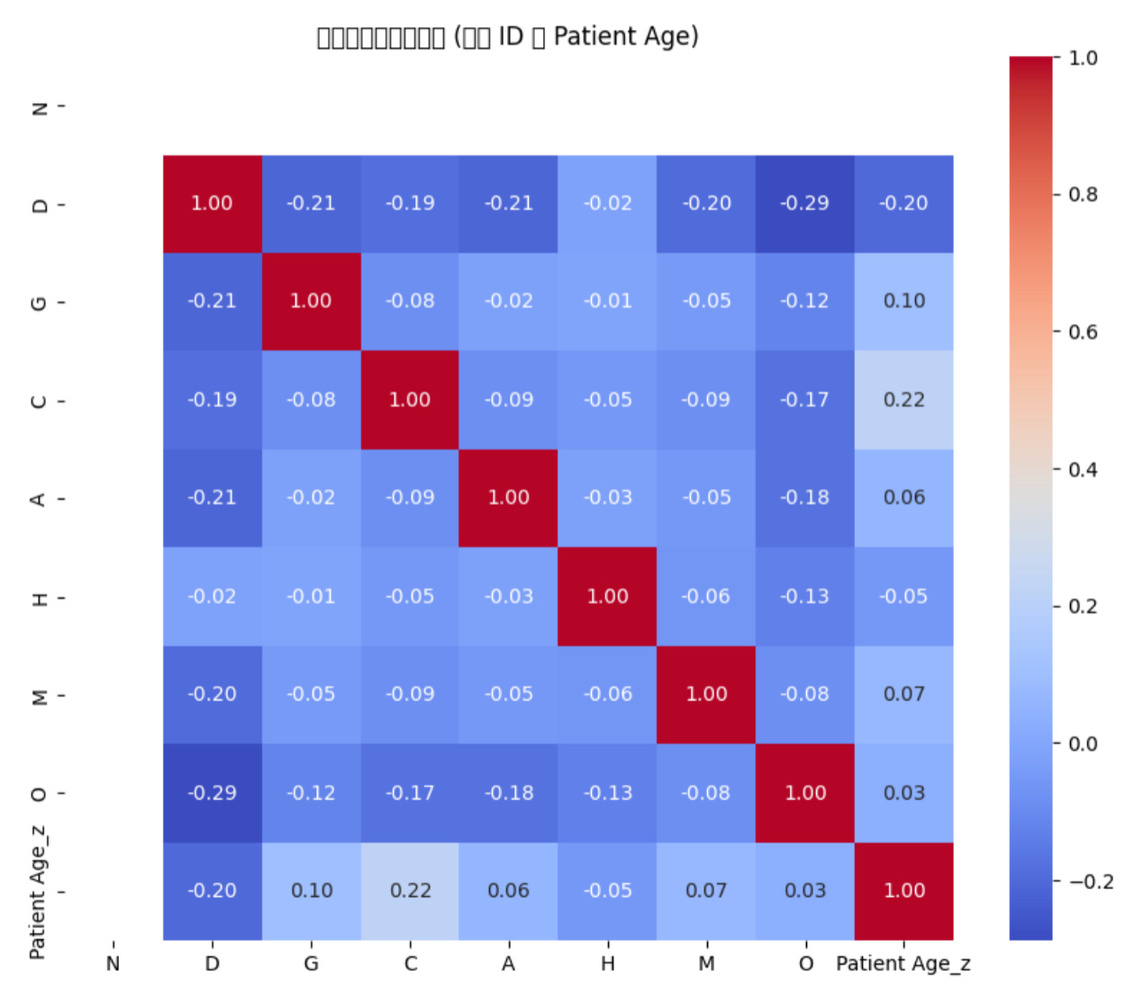 (ID Patient Age)
1.0
N
D 1.00 -0.21 -0.19 -0.21 -0.02 -0.20 -0.29 -0.20
0.8
G -0.21 1.00 -0.08 -0.02 -0.01 -0.05 -0.12 0.10
0.6
C -0.19 -0.08 1.00 -0.09 -0.05 -0.09 -0.17 0.22
0.4
A -0.21 -0.02 -0.09 1.00 -0.03 -0.05 -0.18 0.06
H -0.02 -0.01 -0.05 -0.03 1.00 -0.06 -0.13 -0.05
0.2
M -0.20 -0.05 -0.09 -0.05 -0.06 1.00 -0.08 0.07
0.0
O -0.29 -0.12 -0.17 -0.18 -0.13 -0.08 1.00 0.03
Patient Age_z -0.20 0.10 0.22 0.06 -0.05 0.07 0.03 1.00
−0.2
N D G C A H M O Patient Age_z